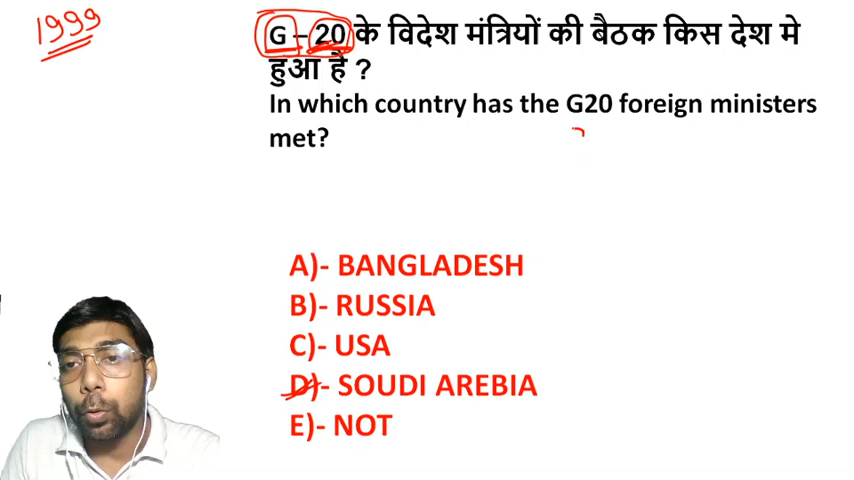 1999
G – 20 के विदेश मंत्रियों की बैठक किस देश मे
हुआ है ?
In which country has the G20 foreign ministers
met?
A)- BANGLADESH
B)- RUSSIA
C)- USA
D)- SOUDI AREBIA
E)- NOT